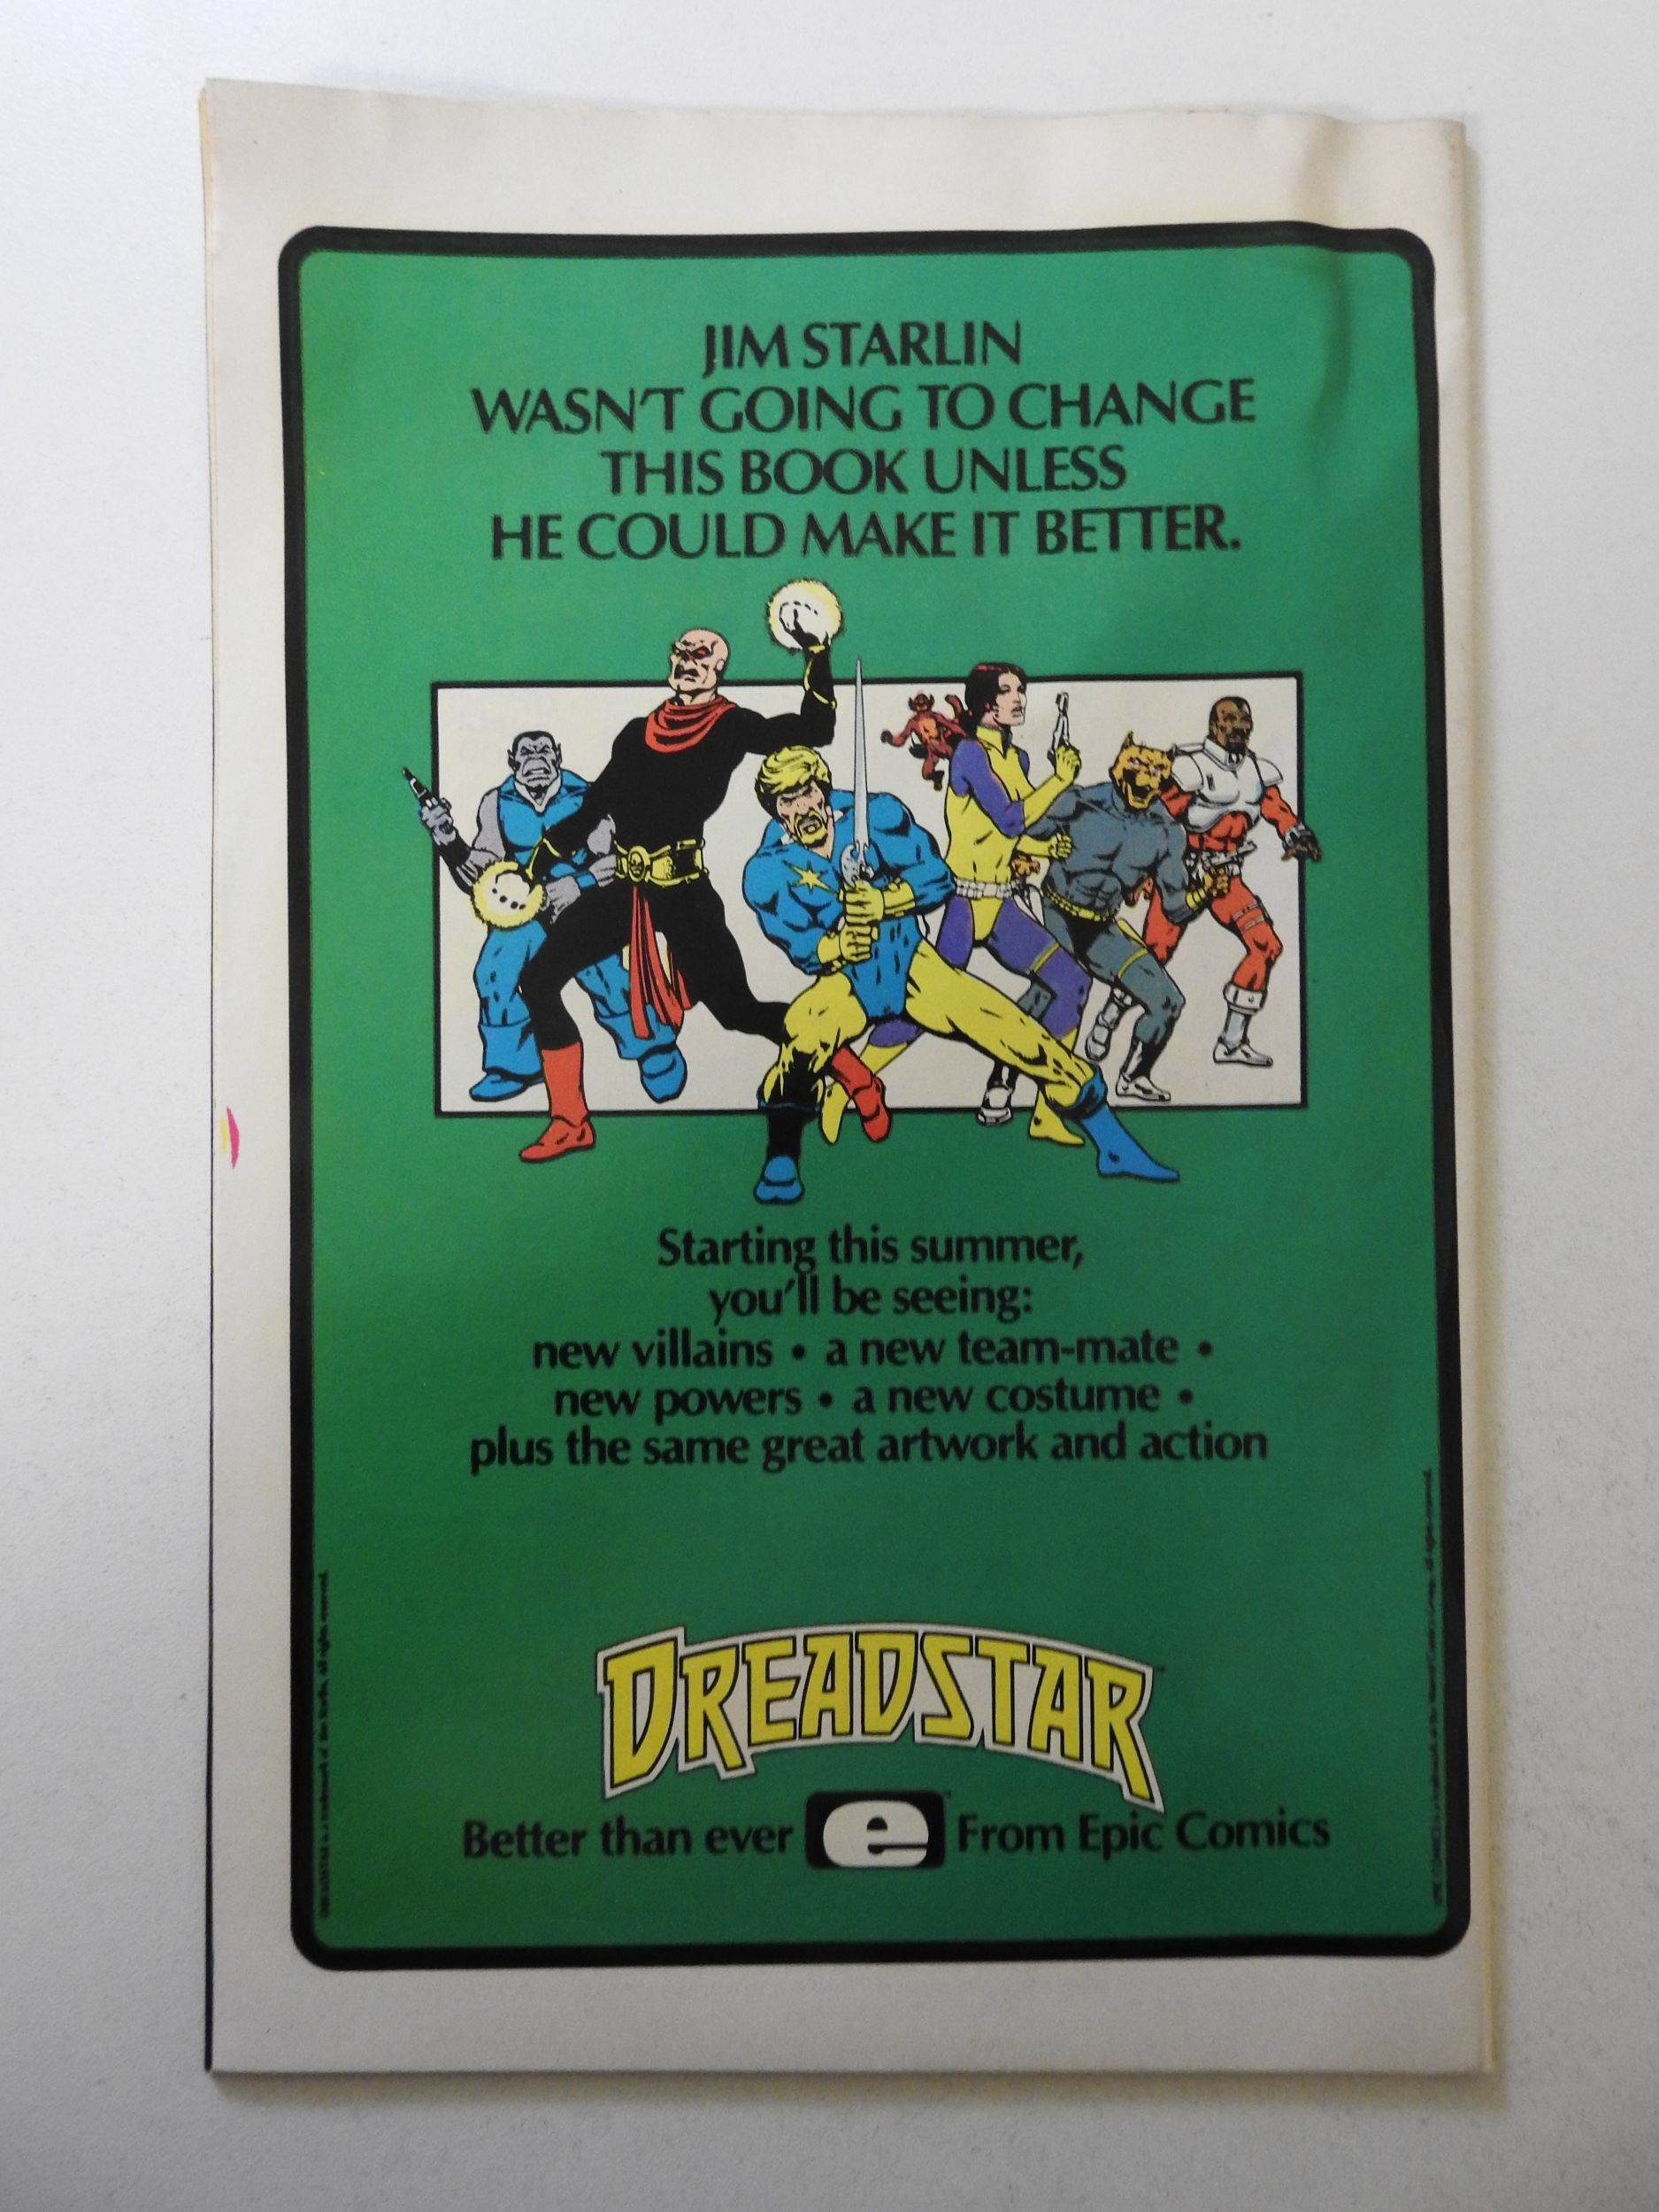 JIM STARLIN
WASN'T GOING TO CHANGE
THIS BOOK UNLESS
HE COULD MAKE IT BETTER.
Starting this summer,
you'll be seeing:
new villains • a new team-mate •
new powers • a new costume •
plus the same great artwork and action
DREADSTAR
Better than ever e From Epic Comics